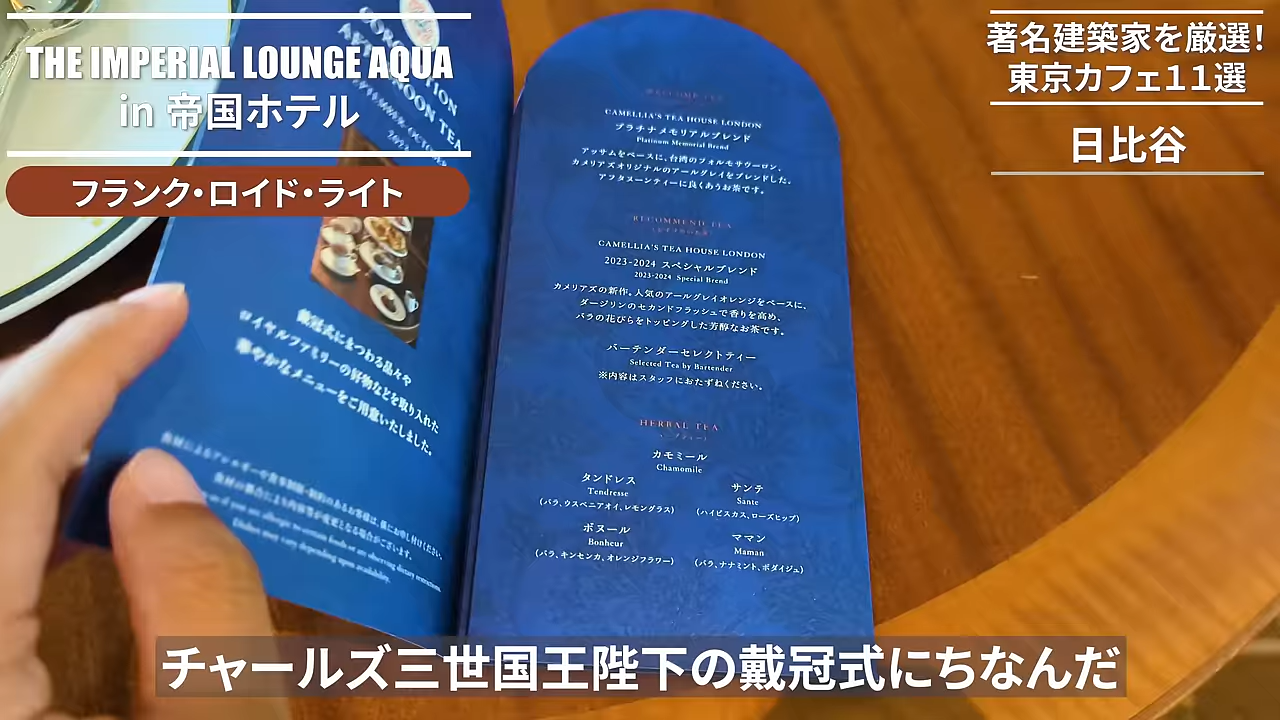 THE IMPERIAL LOUNGE AQUA
in 帝国ホテル
フランク・ロイド・ライト
著名建築家を厳選！
東京カフェ11選
日比谷
AFTERNOON TEA
戴冠式にまつわる品々や
ロイヤルファミリーの好物などを取り入れた
華やかなメニューをご用意いたしました。
Dishes may vary depending upon availability.
WELCOME TEA
CAMELLIA'S TEA HOUSE LONDON
プラチナメモリアルブレンド
Platinum Memorial Brend
アッサムをベースに、台湾のフォルモサウーロン、
カメリアズオリジナルのアールグレイをブレンドした、
アフタヌーンティーに良くあうお茶です。
RECOMMEND TEA
CAMELLIA'S TEA HOUSE LONDON
2023-2024 スペシャルブレンド
2023-2024 Special Brend
カメリアズの新作。人気のアールグレイオレンジをベースに、
ダージリンのセカンドフラッシュで香りを高め、
バラの花びらをトッピングした芳醇なお茶です。
バーテンダーセレクトティー
Selected Tea by Bartender
※内容はスタッフにおたずねください。
HERBAL TEA
ハーブティー
カモミール
Chamomile
タンドレス
Tendresse
(バラ、ウスベニアオイ、レモングラス)
サンテ
Sante
(ハイビスカス、ローズヒップ)
ボヌール
Bonheur
(バラ、キンセンカ、オレンジフラワー)
ママン
Maman
(バラ、ナナミント、ボダイジュ)
チャールズ三世国王陛下の戴冠式にちなんだ